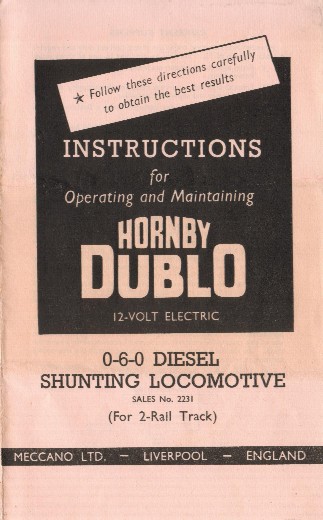 ★ Follow these directions carefully
to obtain the best results
INSTRUCTIONS
for
Operating and Maintaining
HORNBY
DUBLO
12-VOLT ELECTRIC
0-6-0 DIESEL
SHUNTING LOCOMOTIVE
SALES No. 2231
(For 2-Rail Track)
MECCANO LTD. — LIVERPOOL — ENGLAND